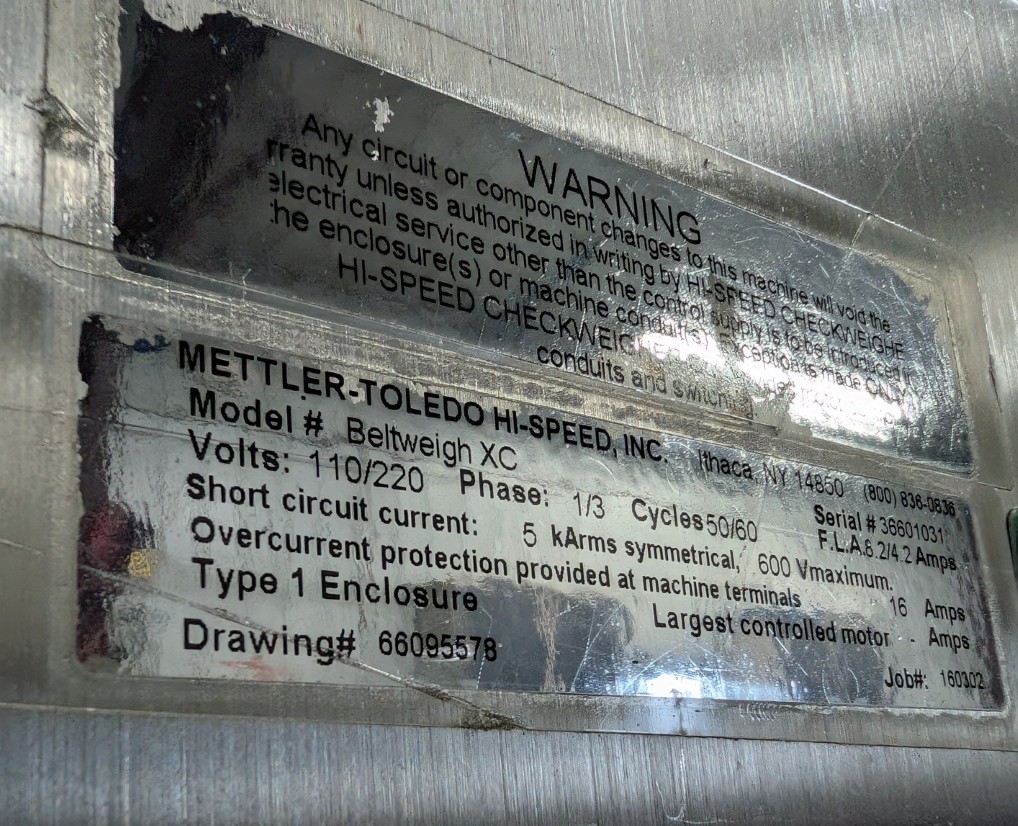 WARNING
Any circuit or component changes to this machine will void the
rranty unless authorized in writing by HI-SPEED CHECKWEIGHE
electrical service other than the control supply is to be introduced
he enclosure(s) or machine conduit(s). Exception is made ONLY
HI-SPEED CHECKWEIGHER
conduits and
METTLER-TOLEDO HI-SPEED, INC. Ithaca, NY 14850 (800) 836-0836
Model # Beltweigh XC Serial # 36601031
Volts: 110/220 Phase: 1/3 Cycles 50/60 F.L.A. 8.2/4.2 Amps
Short circuit current: 5 kArms symmetrical, 600 Vmaximum.
Overcurrent protection provided at machine terminals 16 Amps
Type 1 Enclosure Largest controlled motor - Amps
Drawing# 66095578 Job#: 160302